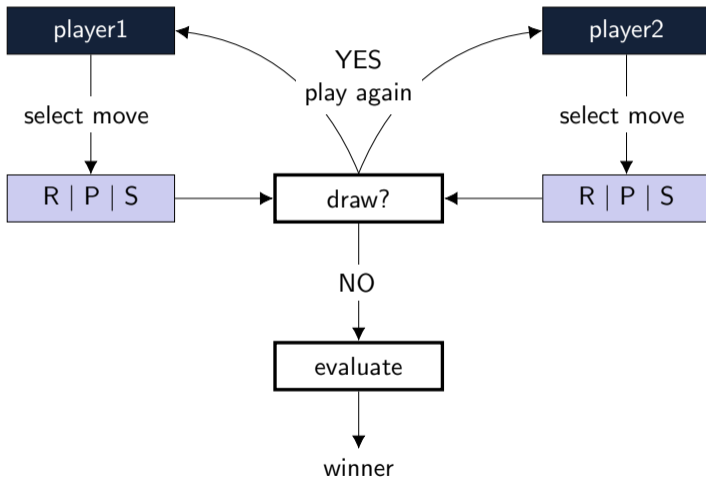 player1
player2
YES
play again
select move
select move
R | P | S
draw?
R | P | S
NO
evaluate
winner